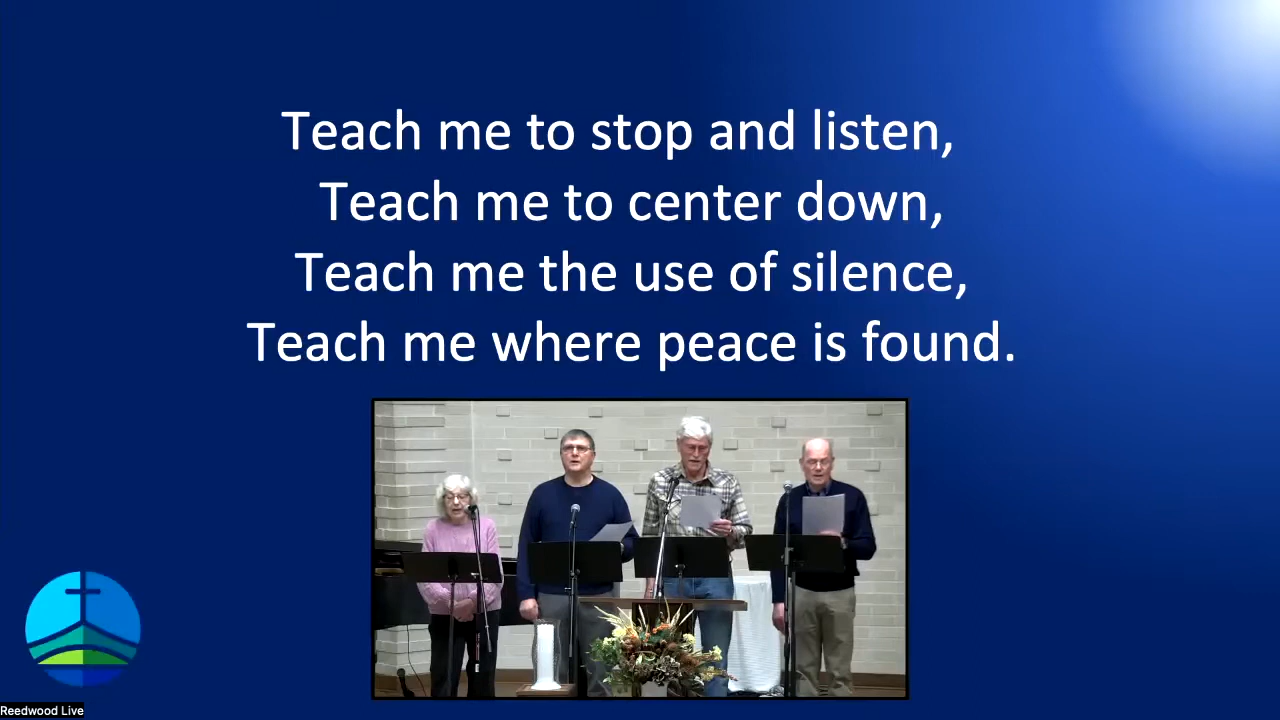 Teach me to stop and listen,
Teach me to center down,
Teach me the use of silence,
Teach me where peace is found.
Reedwood Live